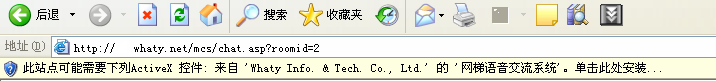 后退 搜索 收藏夹
地址(D) http://   whaty.net/mcs/chat.asp?roomid=2
此站点可能需要下列ActiveX 控件: 来自 'Whaty Info. & Tech. Co., Ltd.' 的 '网梯语音交流系统'。单击此处安装...